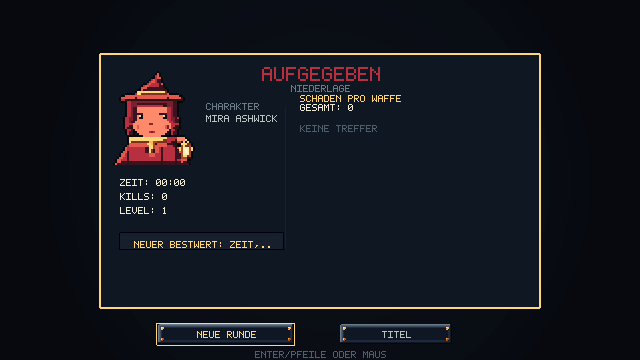 AUFGEGEBEN
NIEDERLAGE
CHARAKTER
MIRA ASHWICK
SCHADEN PRO WAFFE
GESAMT: 0
KEINE TREFFER
ZEIT: 00:00
KILLS: 0
LEVEL: 1
NEUER BESTWERT: ZEIT,..
NEUE RUNDE
TITEL
ENTER/PFEILE ODER MAUS